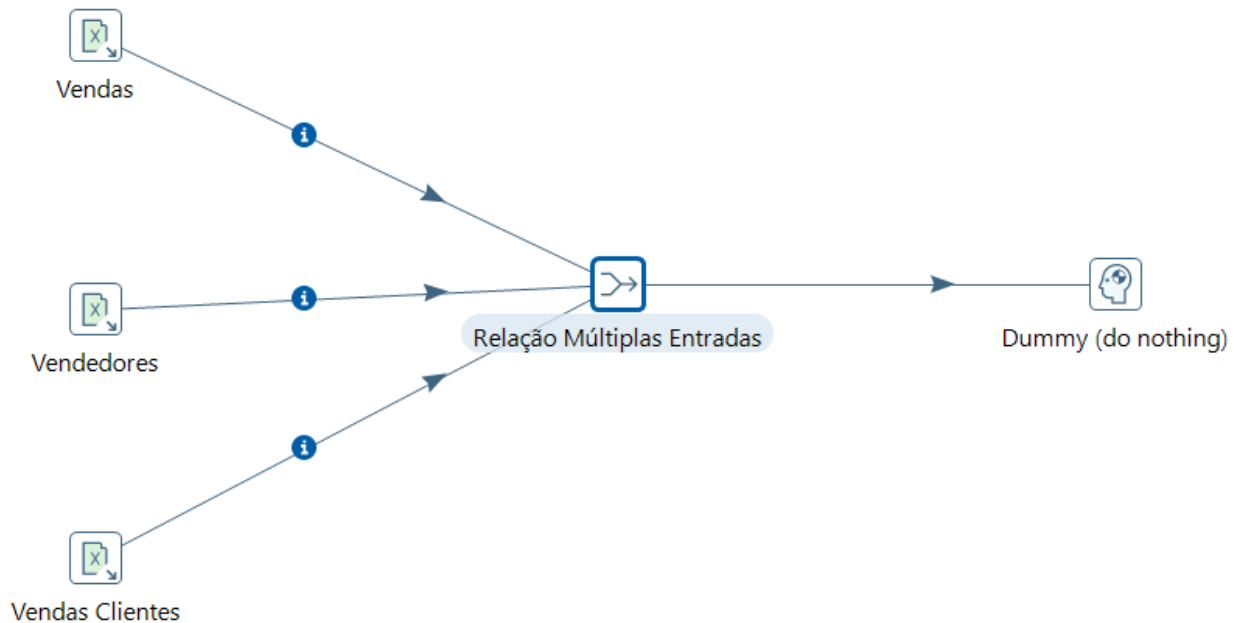 Vendas
Vendedores
Relação Múltiplas Entradas
Dummy (do nothing)
Vendas Clientes